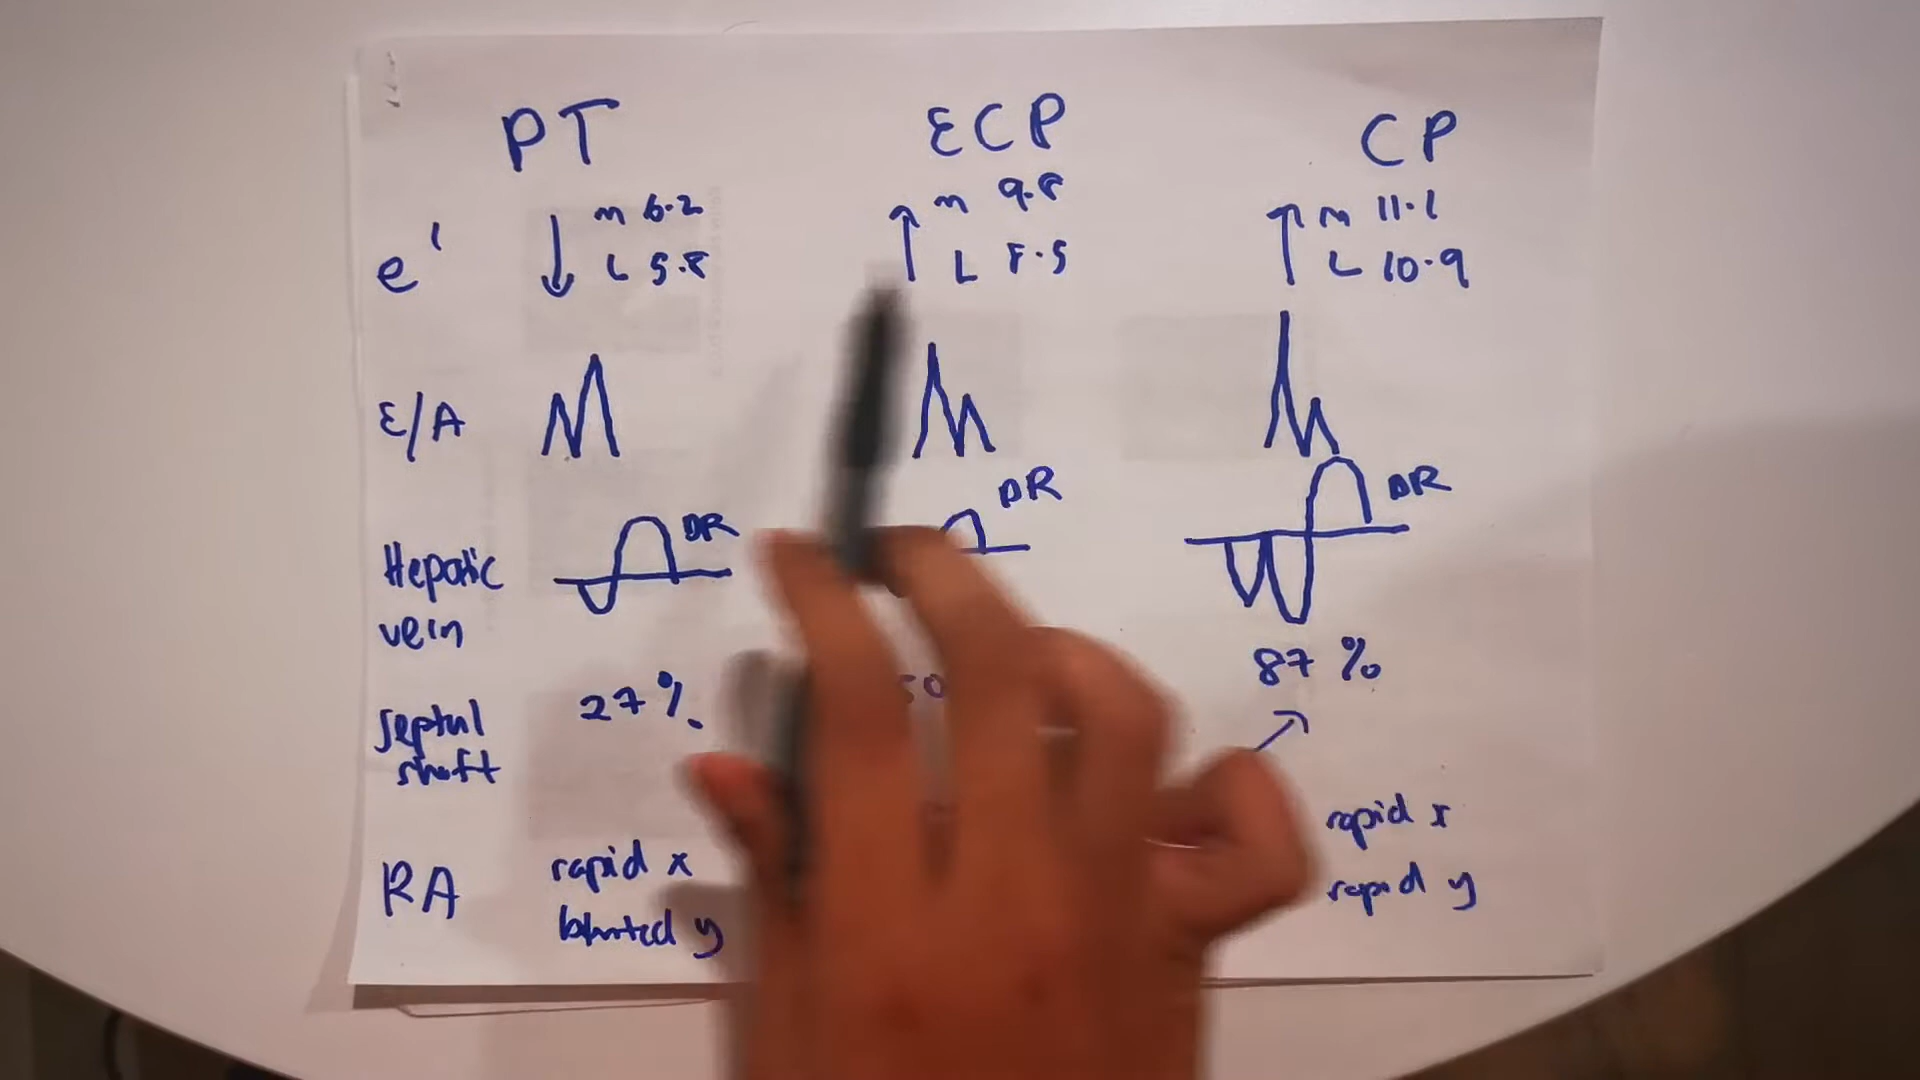 PT ECP CP
e' ↓ m 6.2 ↑ m 9.8 ↑ m 11.1
L 5.8 L 8.5 L 10.9
E/A
DR DR DR
Hepatic
vein
27% 50 87 %
septal
shift
rapid x rapid x
RA blunted y rapid y